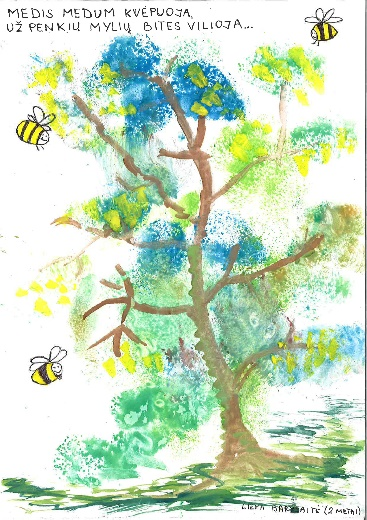 MEDIS MEDUM KVĖPUOJA,
UŽ PENKIŲ MYLIŲ BITES VILIOJA...
LIEPA (2 METAI)